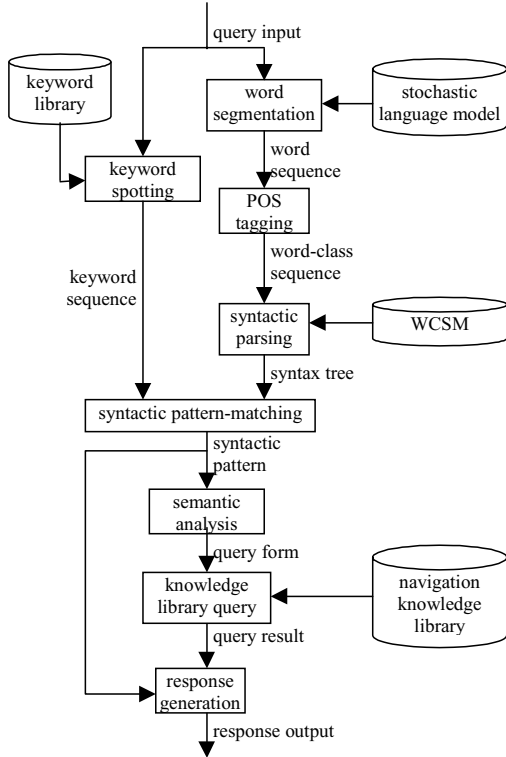 query input
keyword
library
word
segmentation
stochastic
language model
word
sequence
keyword
spotting
POS
tagging
word-class
sequence
keyword
sequence
syntactic
parsing
WCSM
syntax tree
syntactic pattern-matching
syntactic
pattern
semantic
analysis
query form
knowledge
library query
navigation
knowledge
library
query result
response
generation
response output